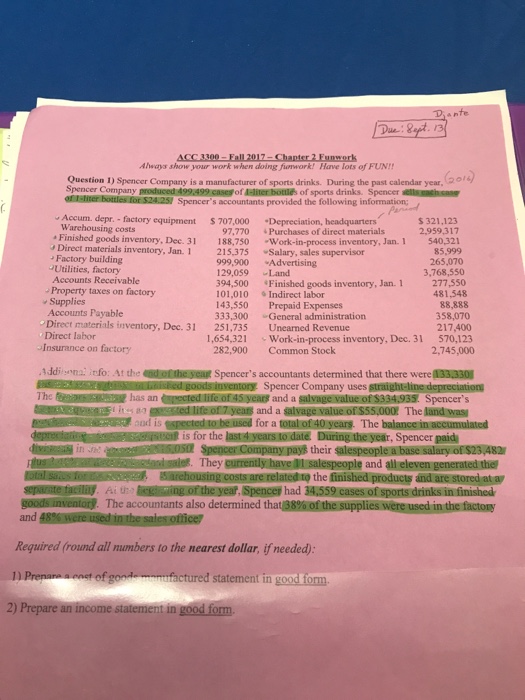 Diante
Due: Sept. 13
ACC 3300 – Fall 2017 – Chapter 2 Funwork
Always show your work when doing funwork! Have lots of FUN!!
Question 1) Spencer Company is a manufacturer of sports drinks. During the past calendar year, (2016)
Spencer Company produced 499,499 cases of 1-liter bottles of sports drinks. Spencer sells each case
of 1-liter bottles for $24.25. Spencer's accountants provided the following information:
Period
Accum. depr. - factory equipment $ 707,000 Depreciation, headquarters $ 321,123
Warehousing costs 97,770 Purchases of direct materials 2,959,317
Finished goods inventory, Dec. 31 188,750 Work-in-process inventory, Jan. 1 540,321
Direct materials inventory, Jan. 1 215,375 Salary, sales supervisor 85,999
Factory building 999,900 Advertising 265,070
Utilities, factory 129,059 Land 3,768,550
Accounts Receivable 394,500 Finished goods inventory, Jan. 1 277,550
Property taxes on factory 101,010 Indirect labor 481,548
Supplies 143,550 Prepaid Expenses 88,888
Accounts Payable 333,300 General administration 358,070
Direct materials inventory, Dec. 31 251,735 Unearned Revenue 217,400
Direct labor 1,654,321 Work-in-process inventory, Dec. 31 570,123
Insurance on factory 282,900 Common Stock 2,745,000
Additional info: At the end of the year Spencer's accountants determined that there were 133,330
finished goods inventory. Spencer Company uses straight-line depreciation.
The has an expected life of 45 years and a salvage value of $334,935. Spencer's
life of 7 years and a salvage value of $55,000. The land was
and is expected to be used for a total of 40 years. The balance in accumulated
is for the last 4 years to date. During the year, Spencer paid
in Spencer Company pays their salespeople a base salary of $23,482
plus sales. They currently have 11 salespeople and all eleven generated the
Warehousing costs are related to the finished products and are stored at a
separate facility. At the beginning of the year, Spencer had 34,559 cases of sports drinks in finished
goods inventory. The accountants also determined that 38% of the supplies were used in the factory
and 48% were used in the sales office.
Required (round all numbers to the nearest dollar, if needed):
1) Prepare a cost of goods manufactured statement in good form.
2) Prepare an income statement in good form.